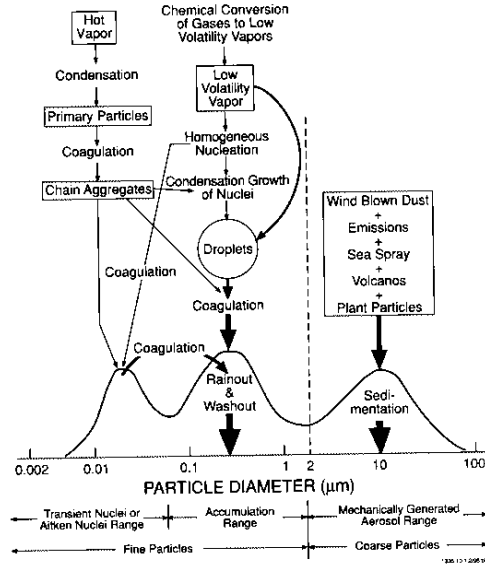 Hot
Vapor
Condensation
Primary Particles
Coagulation
Chain Aggregates
Coagulation
Chemical Conversion
of Gases to Low
Volatility Vapors
Low
Volatility
Vapor
Homogeneous
Nucleation
Condensation Growth
of Nuclei
Droplets
Coagulation
Coagulation
Rainout
&
Washout
Wind Blown Dust
+
Emissions
+
Sea Spray
+
Volcanos
+
Plant Particles
Sedi-
mentation
0.002
0.01
0.1
1
2
10
100
PARTICLE DIAMETER (μm)
Transient Nuclei or
Aitken Nuclei Range
Accumulation
Range
Mechanically Generated
Aerosol Range
Fine Particles
Coarse Particles